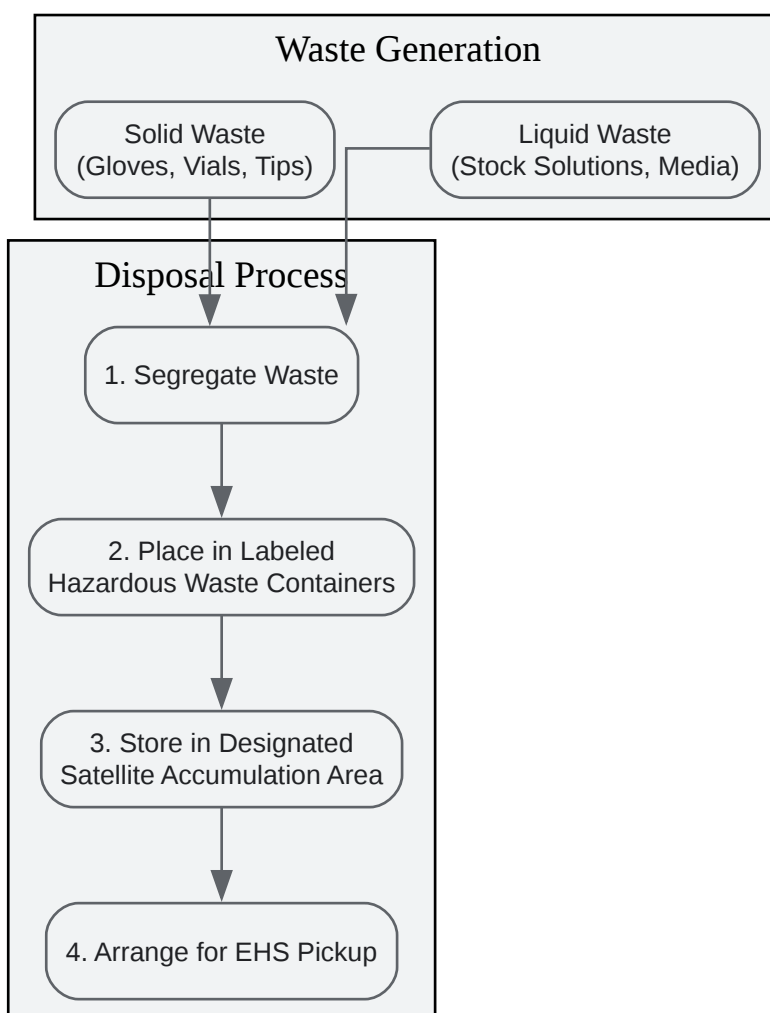 Waste Generation
Solid Waste
(Gloves, Vials, Tips)
Liquid Waste
(Stock Solutions, Media)
Disposal Process
1. Segregate Waste
2. Place in Labeled
Hazardous Waste Containers
3. Store in Designated
Satellite Accumulation Area
4. Arrange for EHS Pickup